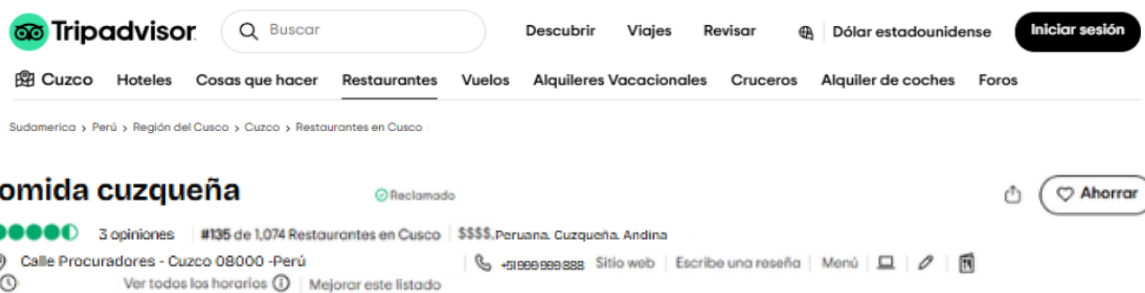 Tripadvisor Buscar Descubrir Viajes Revisar Dólar estadounidense Iniciar sesión
Cuzco Hoteles Cosas que hacer Restaurantes Vuelos Alquileres Vacacionales Cruceros Alquiler de coches Foros
Sudamerica > Perú > Región del Cusco > Cuzco > Restaurantes en Cusco
omida cuzqueña Reclamado Ahorrar
3 opiniones #135 de 1,074 Restaurantes en Cusco $$$$.Peruana. Cuzqueña. Andina
Calle Procuradores - Cuzco 08000 -Perú +51999999888 Sitio web Escribe una reseña Menú
Ver todos los horarios Mejorar este listado